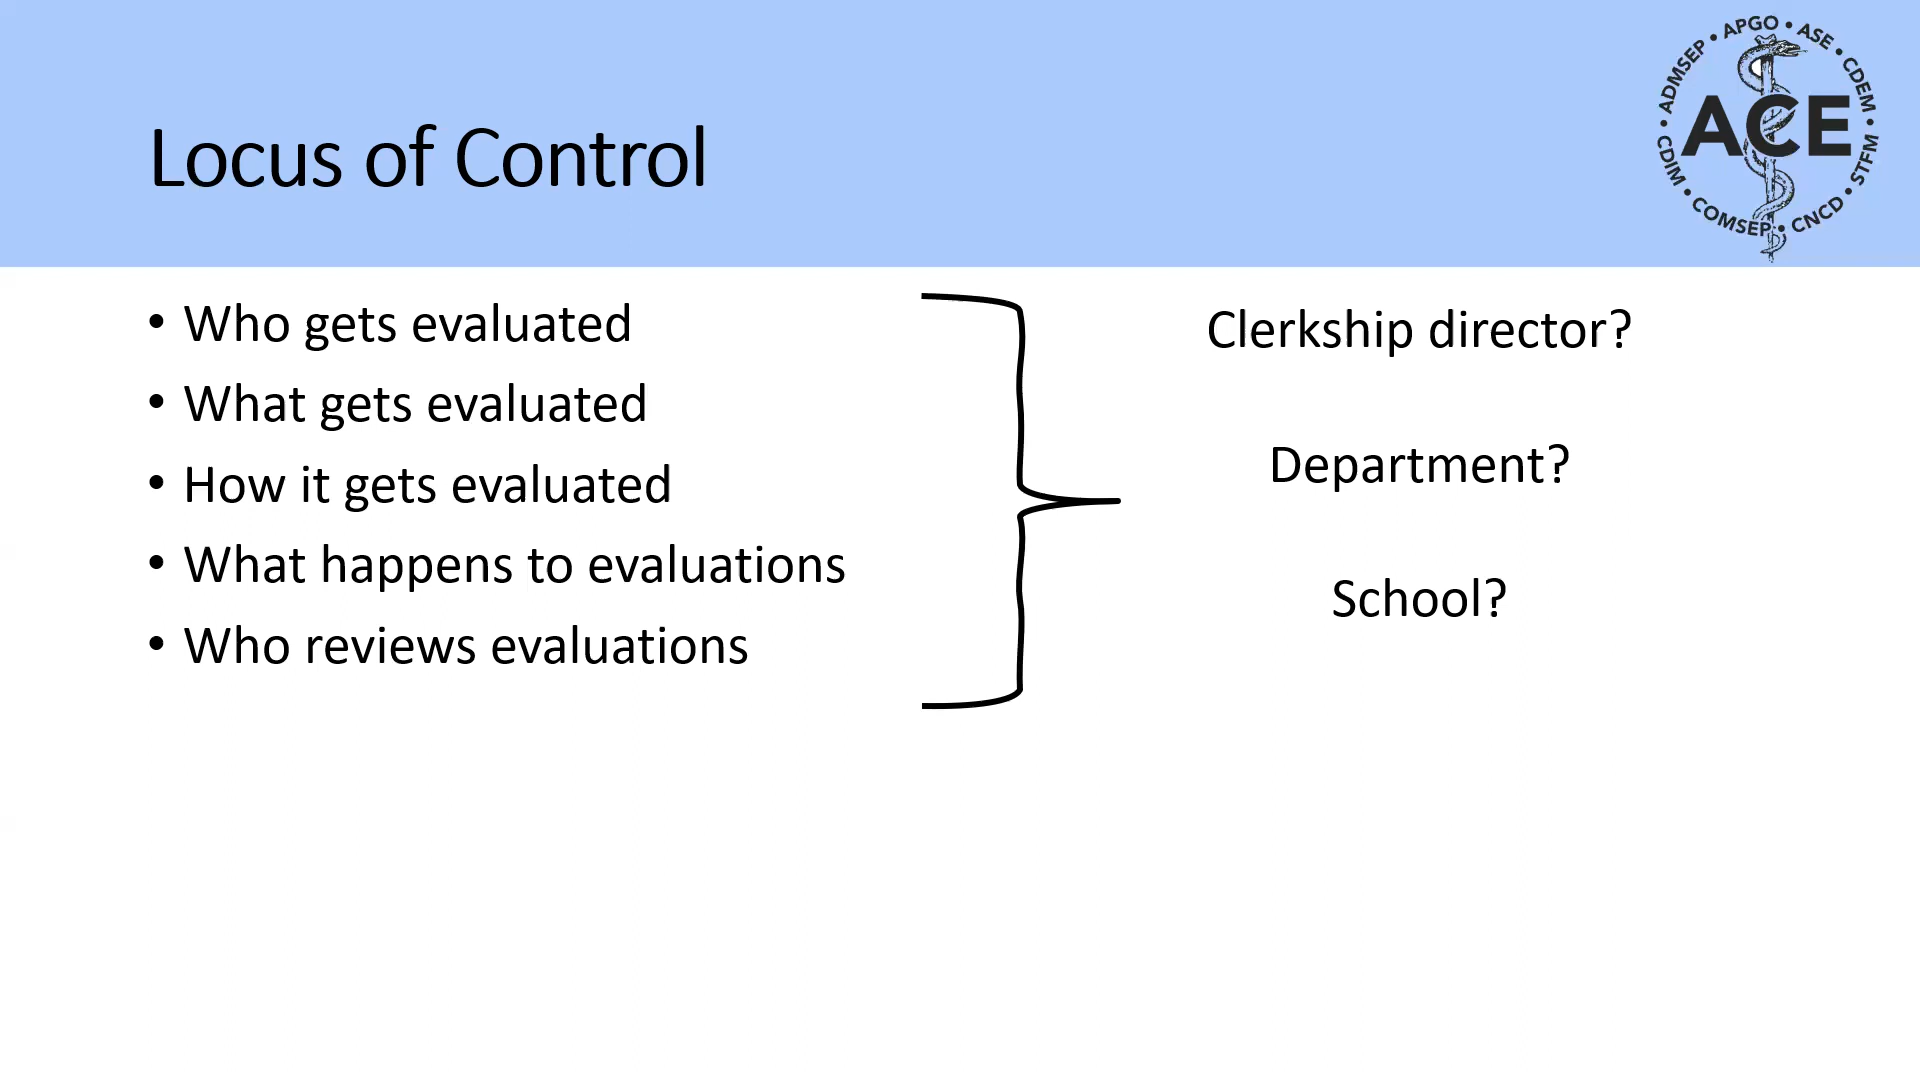 Locus of Control
ADMSEP • APGO • ASE • CDEM • STFM • CNCD • COMSEP • CDIM •
ACE
• Who gets evaluated
• What gets evaluated
• How it gets evaluated
• What happens to evaluations
• Who reviews evaluations
Clerkship director?
Department?
School?